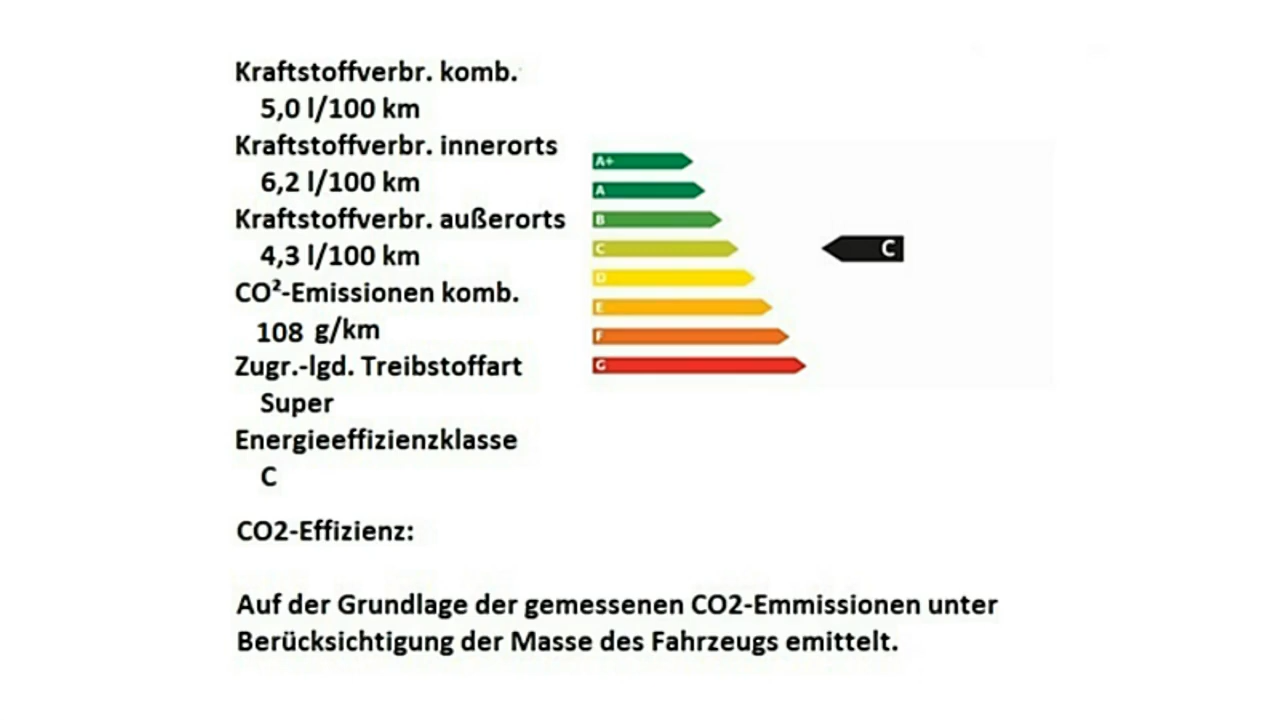 Kraftstoffverbr. komb.
5,0 l/100 km
Kraftstoffverbr. innerorts
6,2 l/100 km
Kraftstoffverbr. außerorts
4,3 l/100 km
CO²-Emissionen komb.
108 g/km
Zugr.-lgd. Treibstoffart
Super
Energieeffizienzklasse
C
A+
A
B
C
D
E
F
G
C
CO2-Effizienz:
Auf der Grundlage der gemessenen CO2-Emmissionen unter
Berücksichtigung der Masse des Fahrzeugs emittelt.